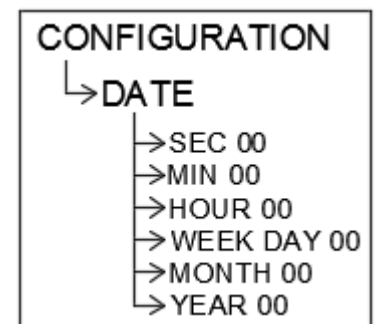 CONFIGURATION
DATE
SEC 00
MIN 00
HOUR 00
WEEK DAY 00
MONTH 00
YEAR 00